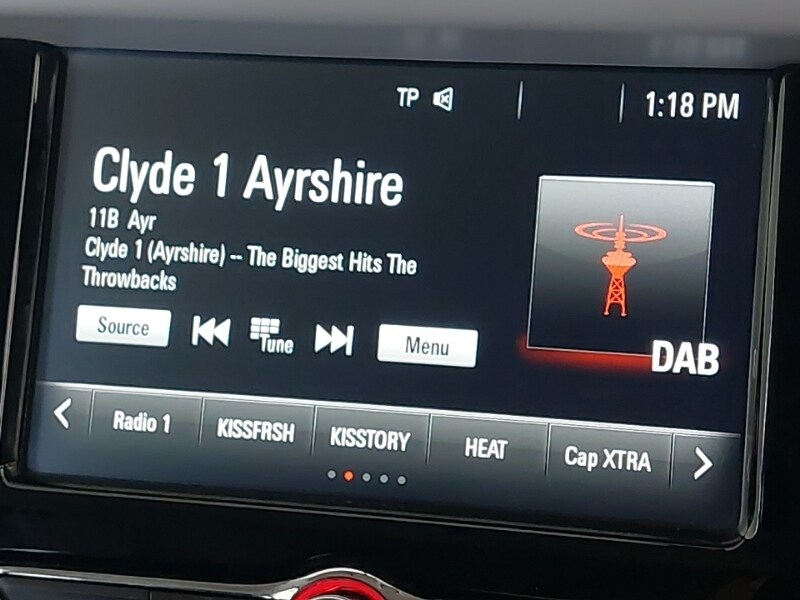 TP 1:18 PM
Clyde 1 Ayrshire
11B Ayr
Clyde 1 (Ayrshire) -- The Biggest Hits The
Throwbacks
Source Tune Menu
DAB
Radio 1 KISSFRSH KISSTORY HEAT Cap XTRA